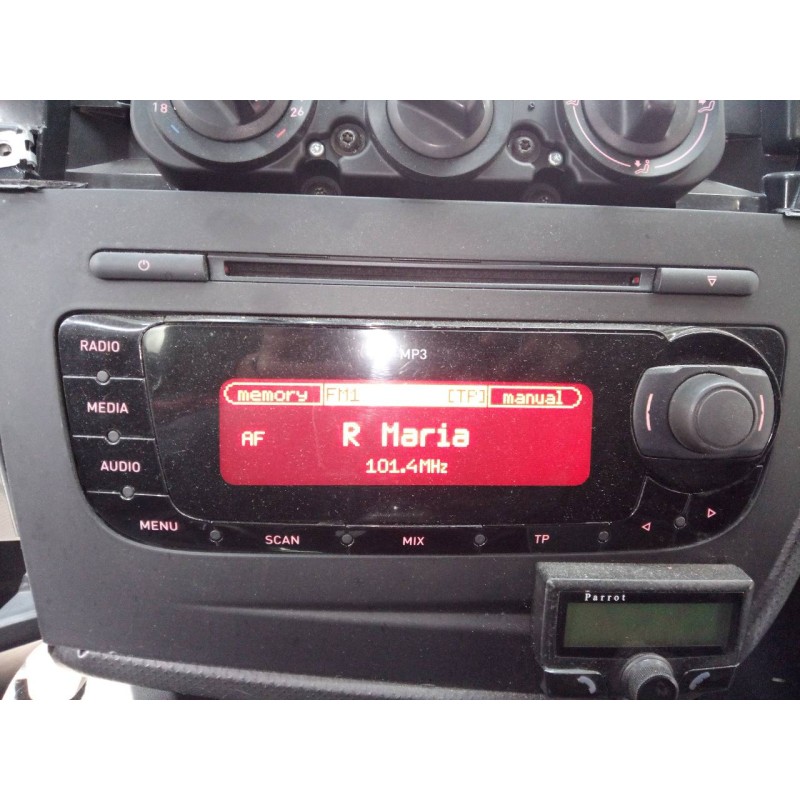 18 26
RADIO
MP3
MEDIA
memory FM1 [TP] manual
AF R Maria
101.4MHz
AUDIO
MENU SCAN MIX TP
Parrot